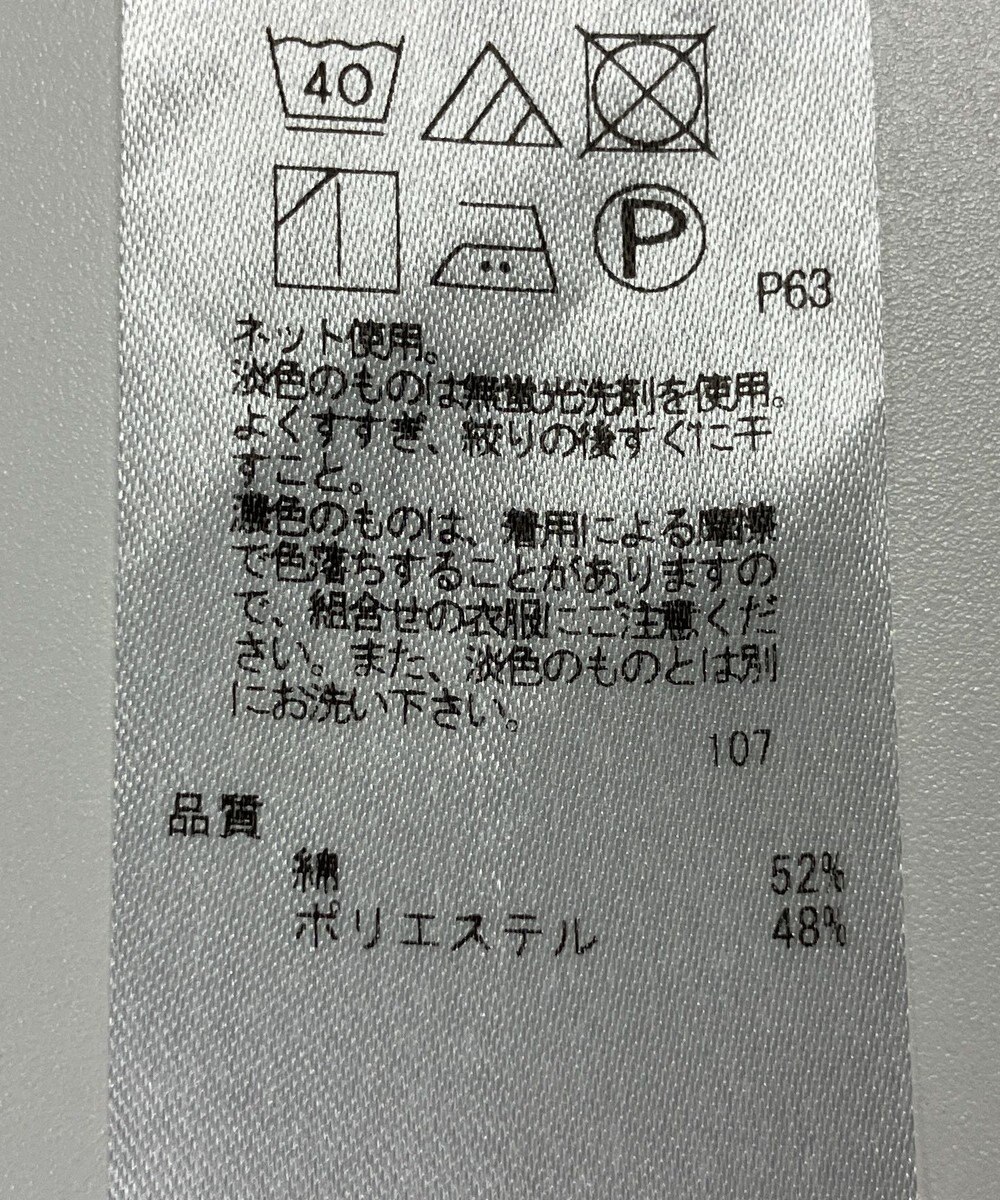 40
P
P63
ネット使用。
淡色のものは無蛍光洗剤を使用。
よくすすぎ、絞りの後すぐに干
すこと。
濃色のものは、着用による摩擦
で色落ちすることがありますの
で、組合せの衣服にご注意くだ
さい。また、淡色のものとは別
にお洗い下さい。
107
品質
綿 52%
ポリエステル 48%